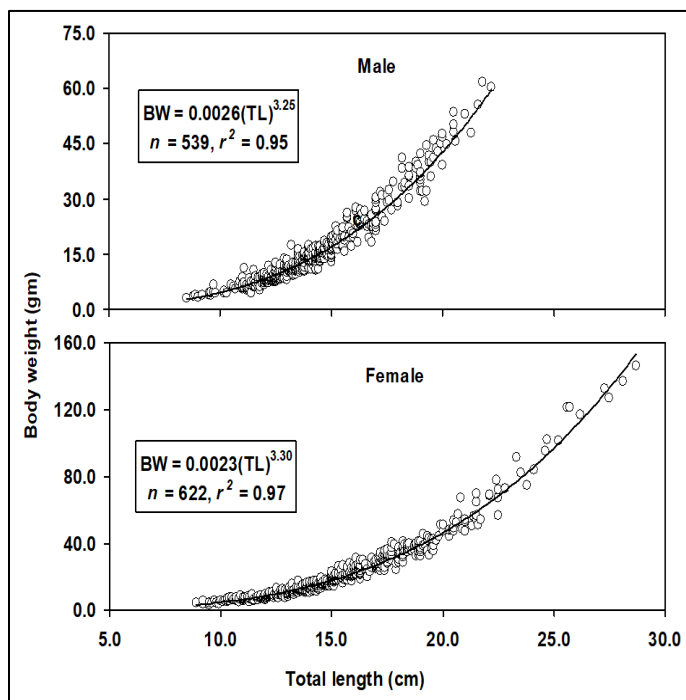 75.0
60.0
45.0
30.0
15.0
0.0
Male
BW = 0.0026(TL)^3.25
n = 539, r^2 = 0.95
Body weight (gm)
160.0
120.0
80.0
40.0
0.0
Female
BW = 0.0023(TL)^3.30
n = 622, r^2 = 0.97
5.0 10.0 15.0 20.0 25.0 30.0
Total length (cm)